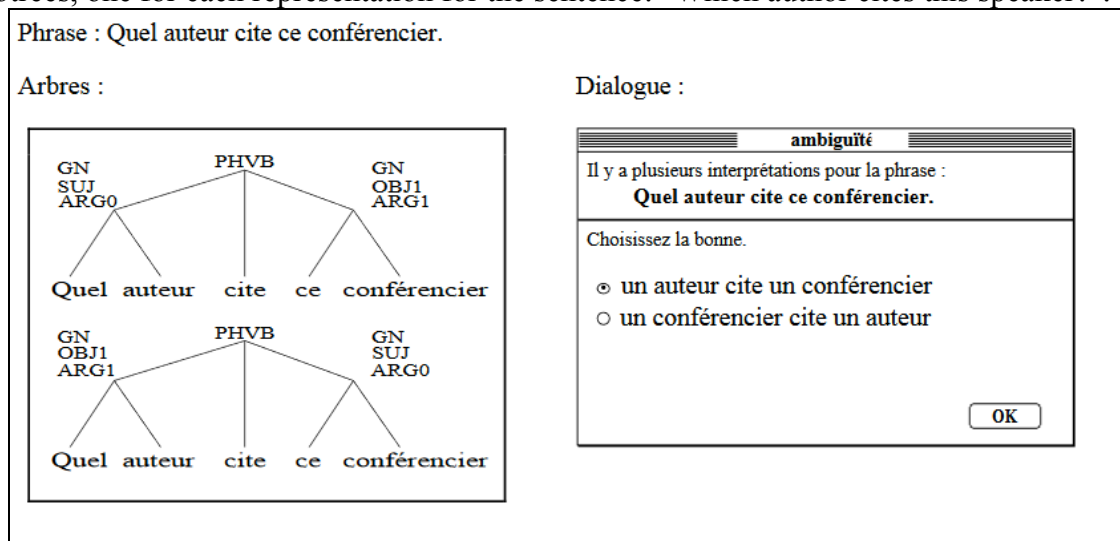 trees, one for each representation for the sentence: "Which author cites this speaker?".
Phrase : Quel auteur cite ce conférencier.
Arbres :
GN PHVB GN
SUJ OBJ1
ARG0 ARG1
Quel auteur cite ce conférencier
GN PHVB GN
OBJ1 SUJ
ARG1 ARG0
Quel auteur cite ce conférencier
Dialogue :
ambiguïté
Il y a plusieurs interprétations pour la phrase :
Quel auteur cite ce conférencier.
Choisissez la bonne.
un auteur cite un conférencier
un conférencier cite un auteur
OK